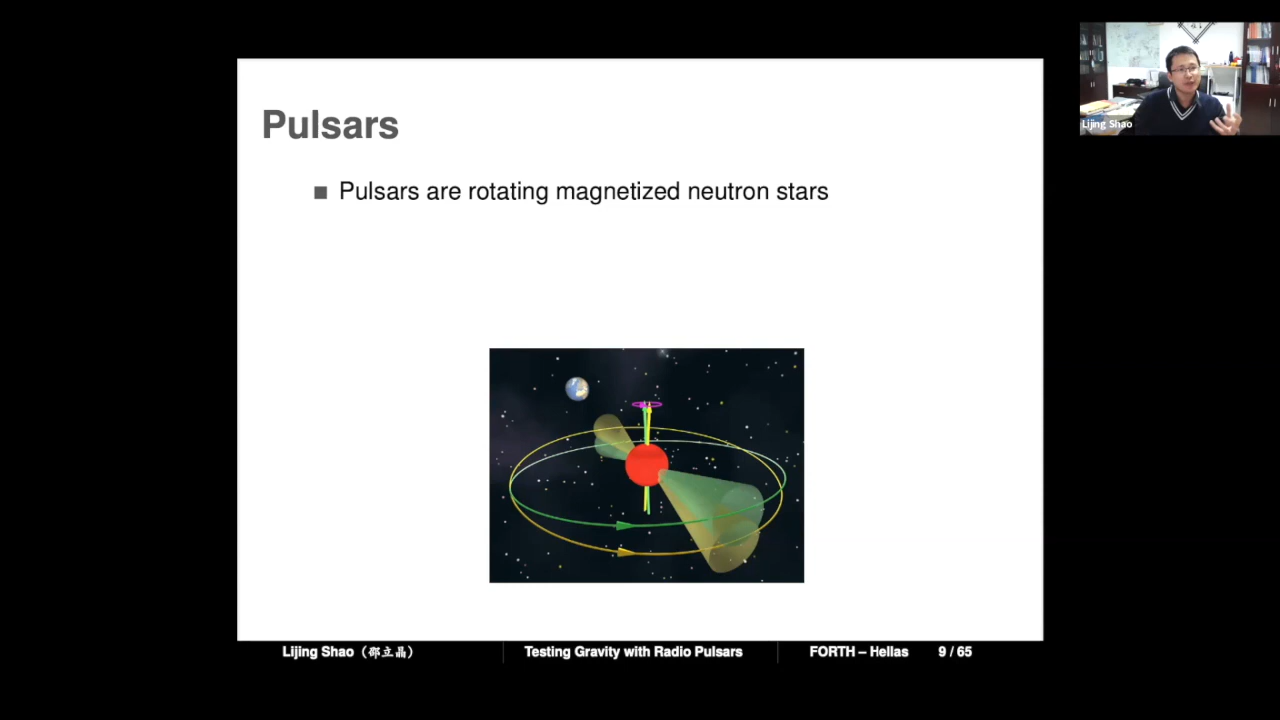 Pulsars
■ Pulsars are rotating magnetized neutron stars
Lijing Shao
Lijing Shao（邵立晶） Testing Gravity with Radio Pulsars FORTH – Hellas 9 / 65